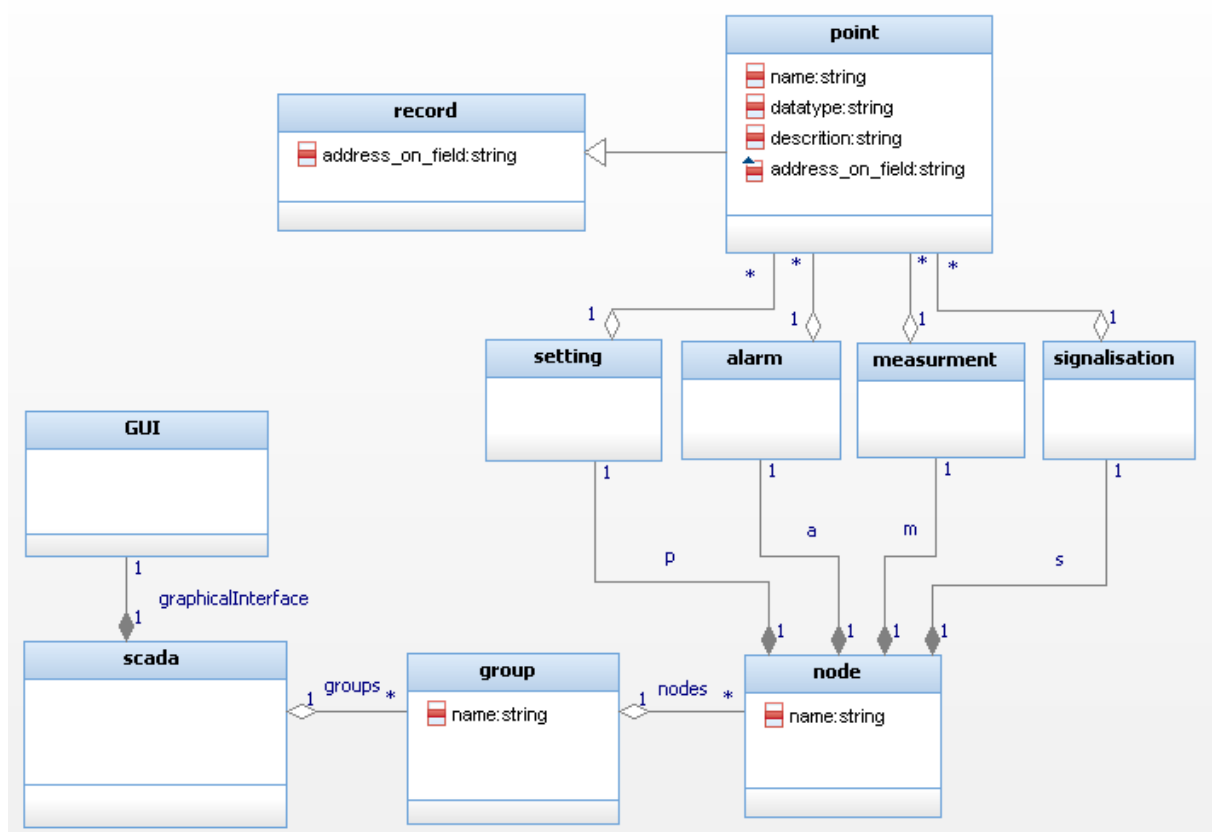 point
name:string
datatype:string
descrition:string
address_on_field:string
record
address_on_field:string
* * * *
1 1 1 1
setting alarm measurment signalisation
1 1 1 1
p a m s
1 1 1 1
GUI
1
graphicalInterface
1
scada
1 groups *
group
name:string
1 nodes *
node
name:string